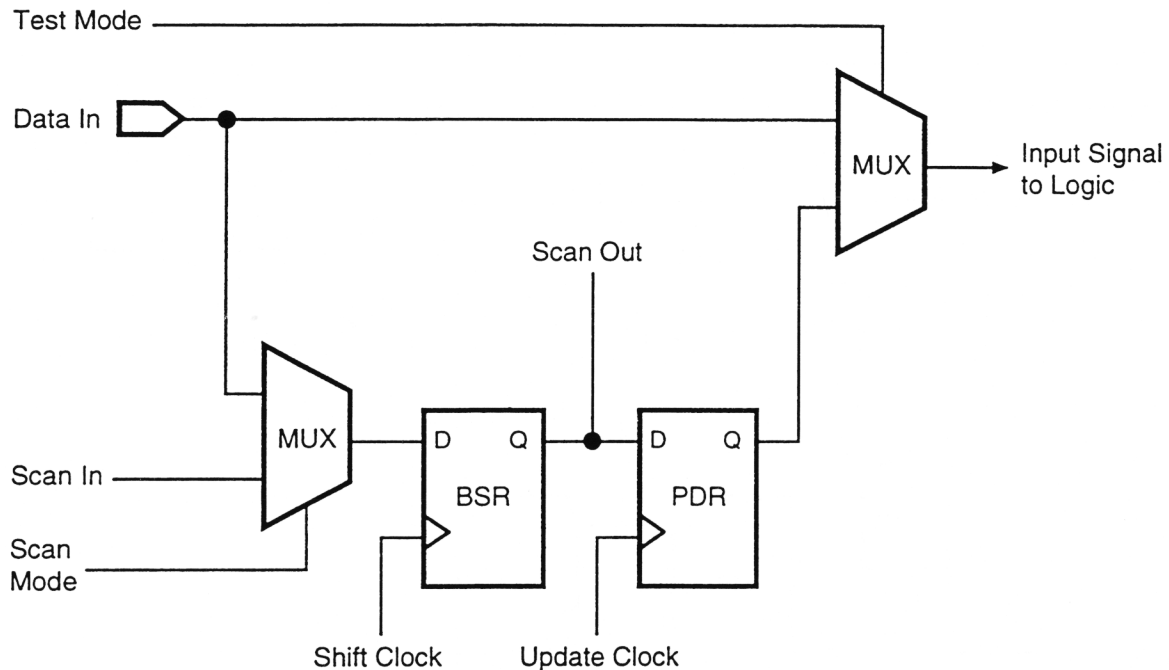 Test Mode
Data In
MUX
Input Signal
to Logic
Scan Out
MUX
D Q
D Q
Scan In
BSR
PDR
Scan
Mode
Shift Clock
Update Clock